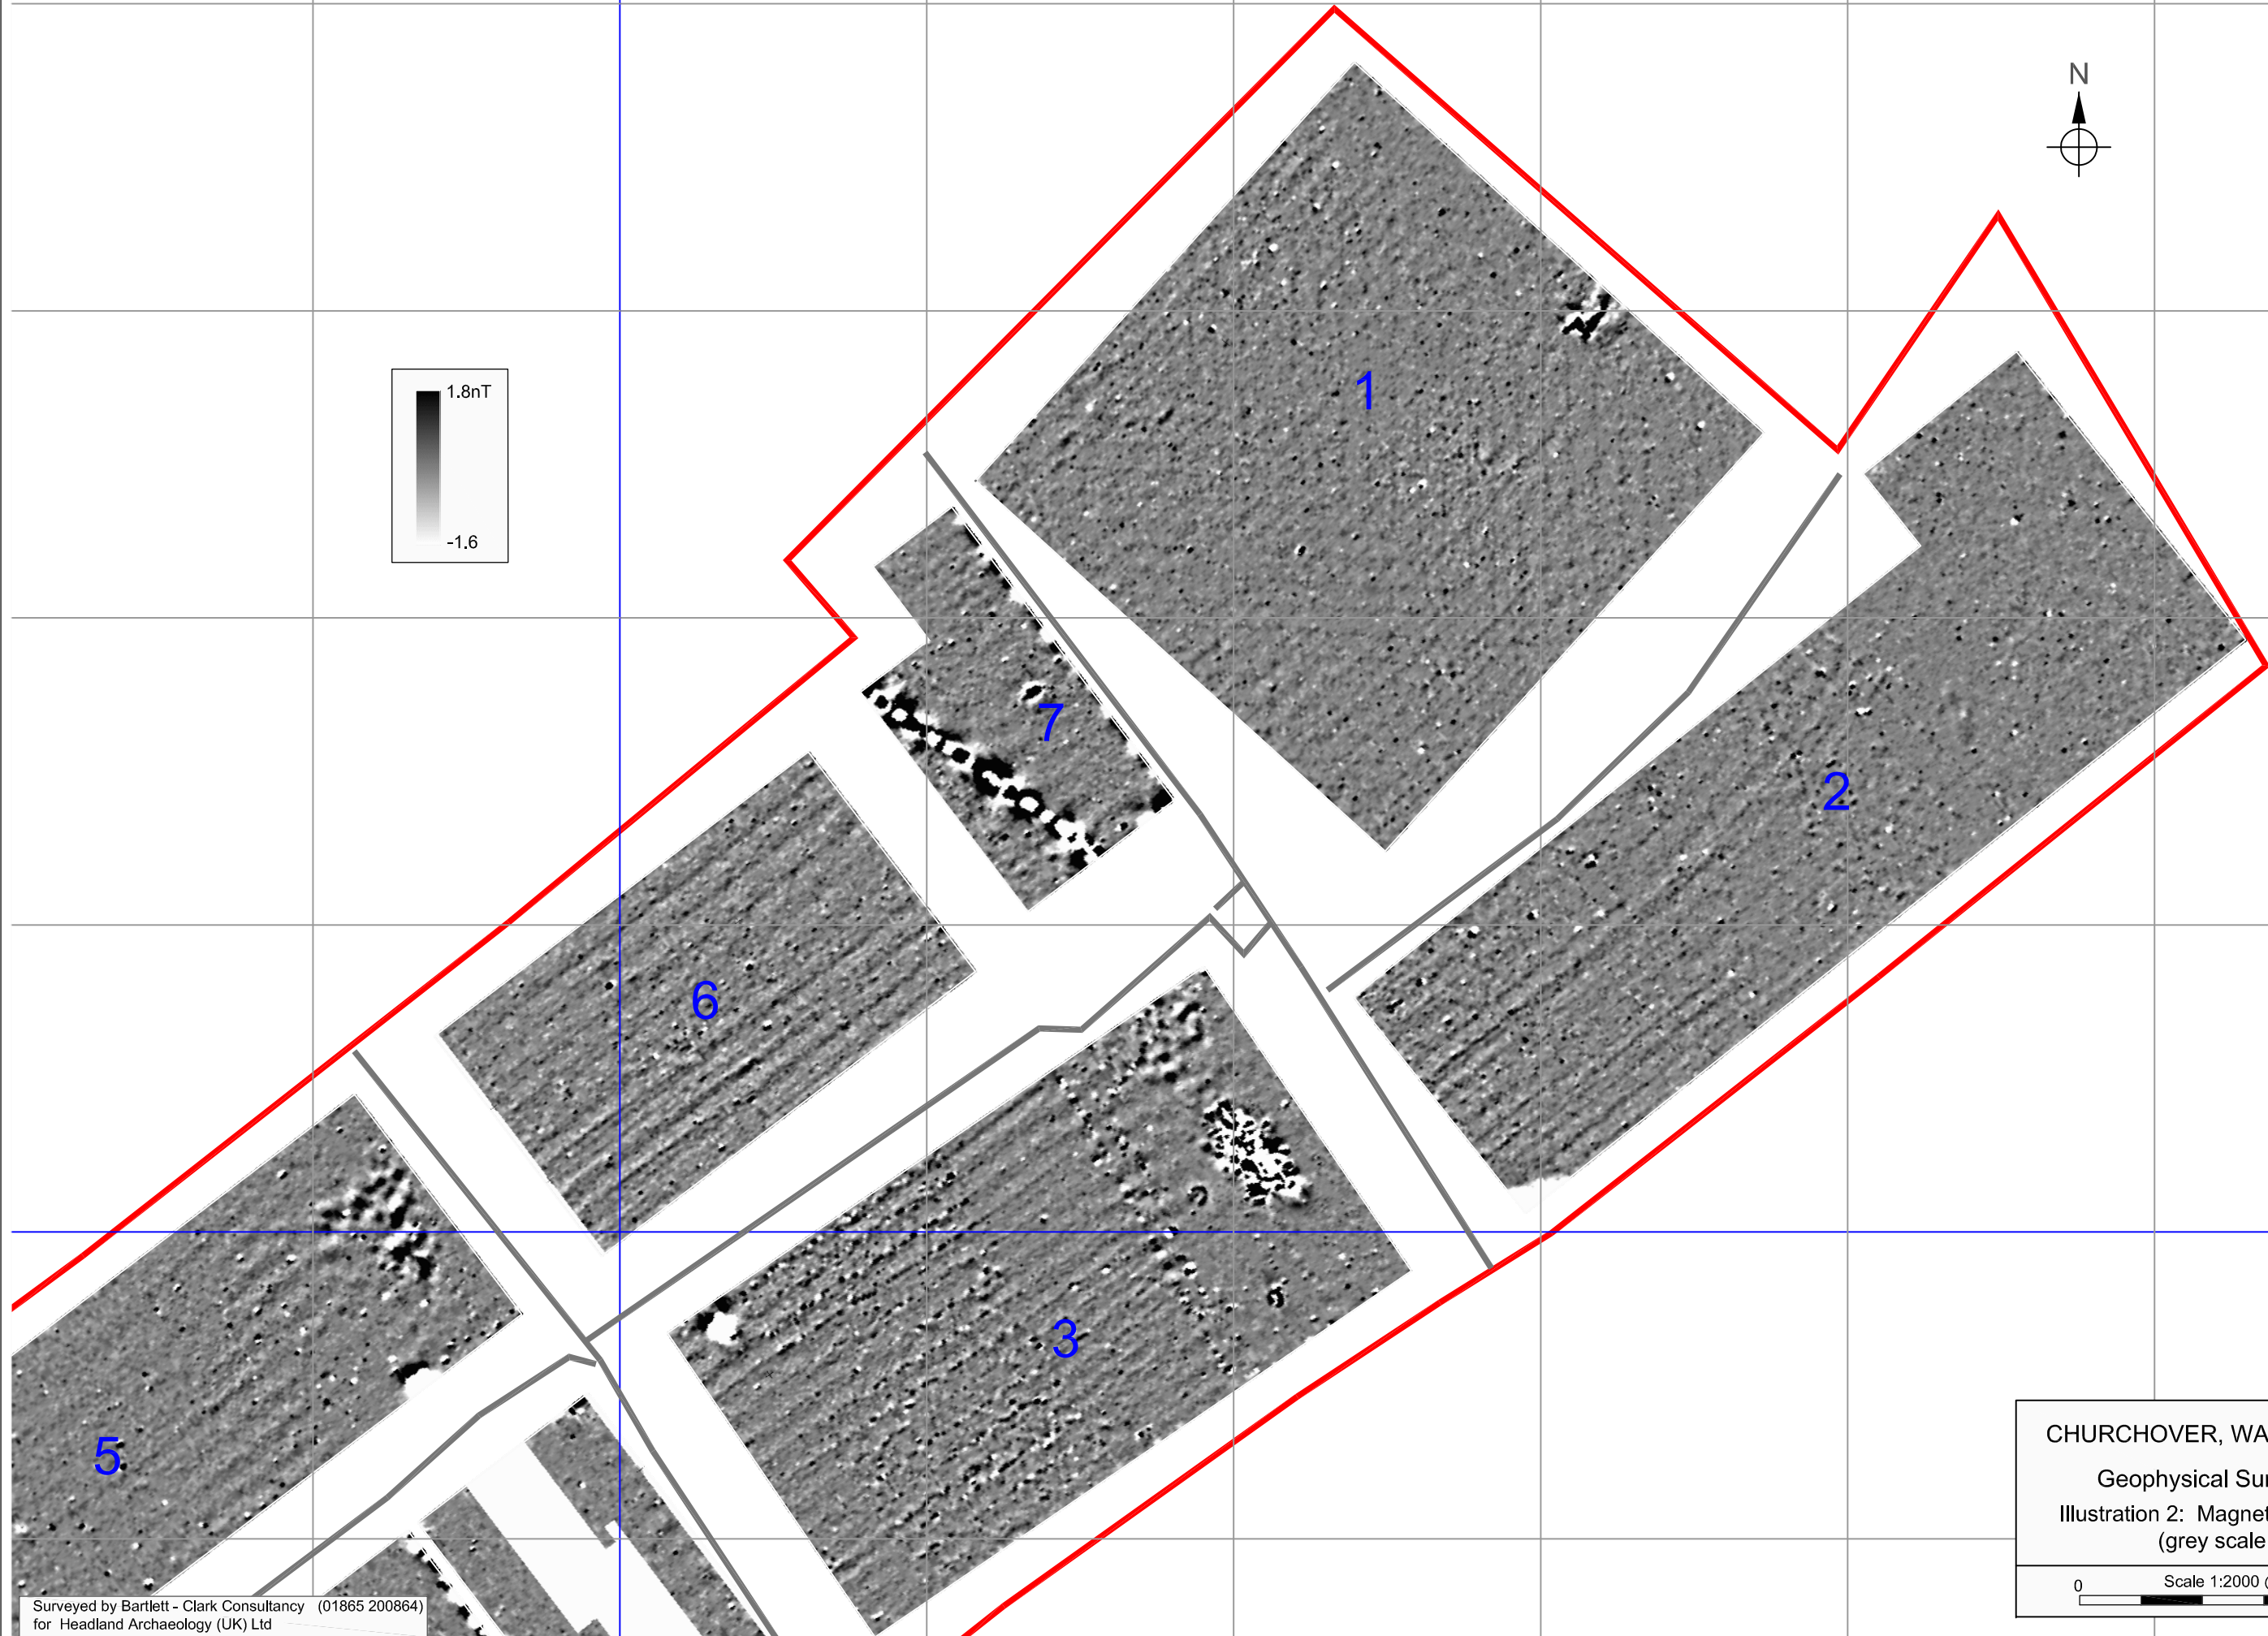 N
1.8nT
-1.6
1
2
7
6
3
5
CHURCHOVER, WA
Geophysical Sur
Illustration 2: Magnet
(grey scale
0 Scale 1:2000 @
Surveyed by Bartlett - Clark Consultancy (01865 200864)
for Headland Archaeology (UK) Ltd